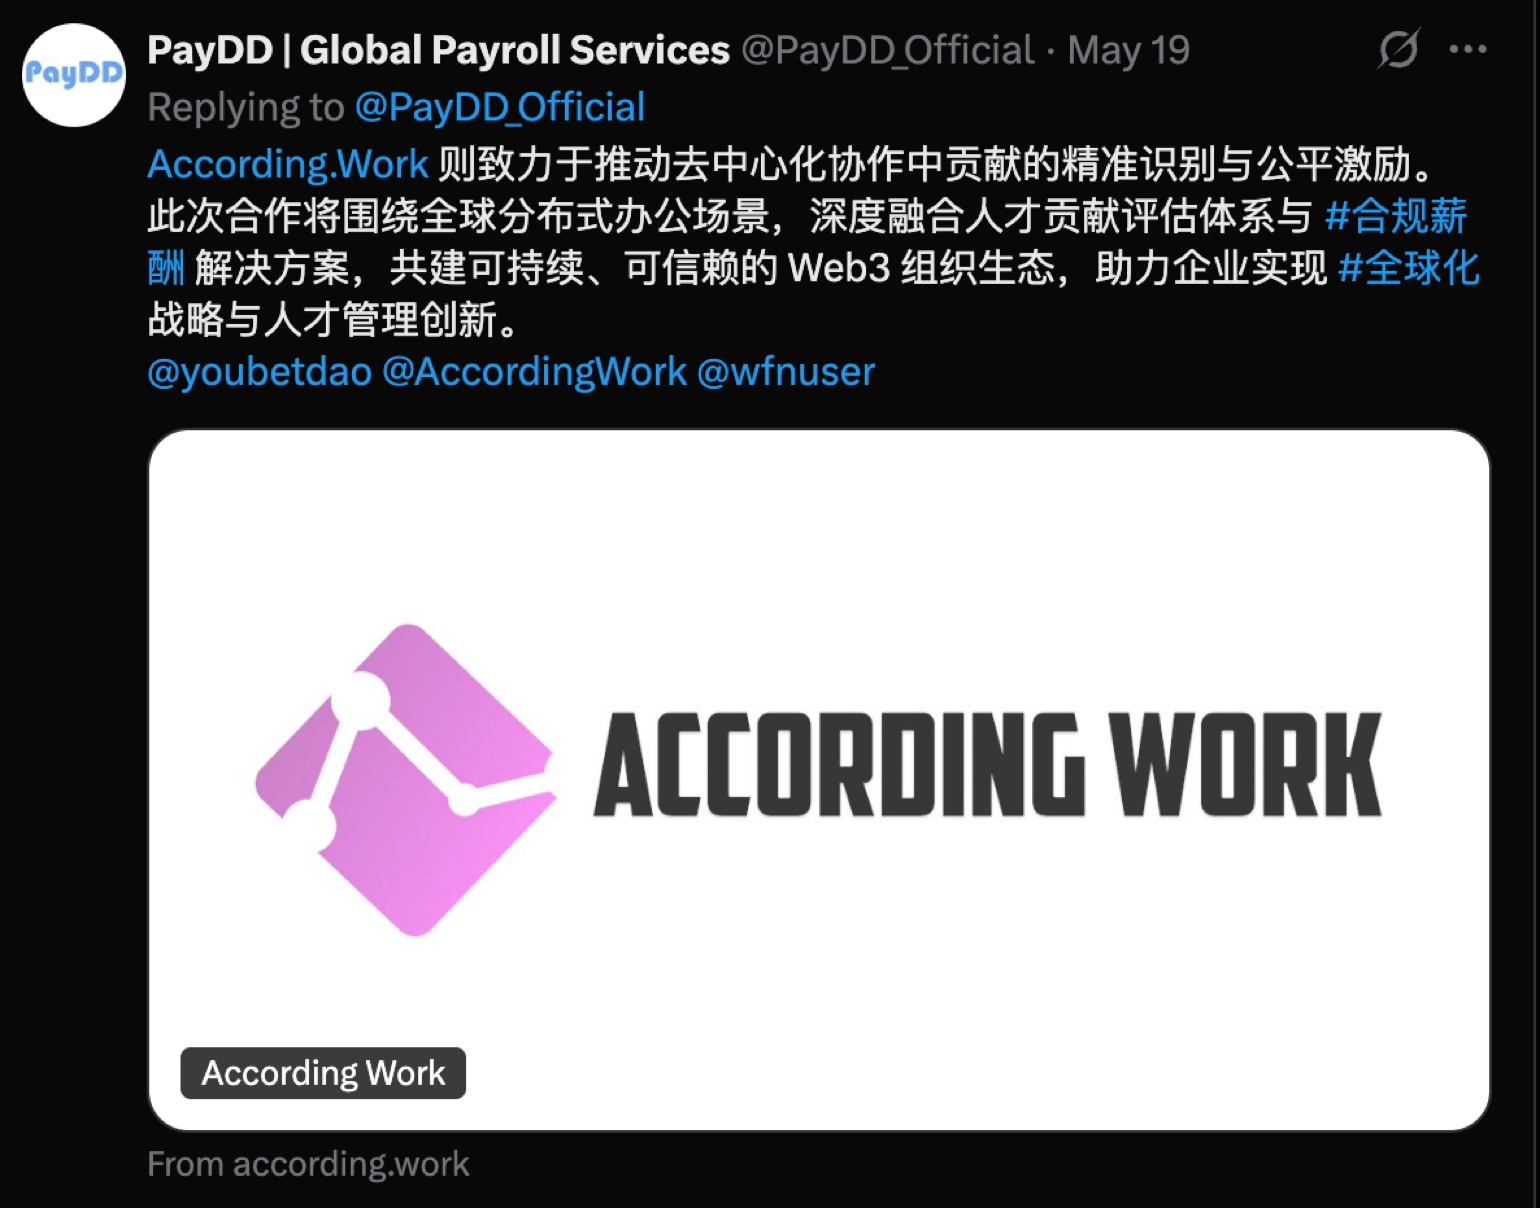 PayDD
PayDD | Global Payroll Services @PayDD_Official · May 19
Replying to @PayDD_Official
According.Work 则致力于推动去中心化协作中贡献的精准识别与公平激励。
此次合作将围绕全球分布式办公场景，深度融合人才贡献评估体系与 #合规薪
酬 解决方案，共建可持续、可信赖的 Web3 组织生态，助力企业实现 #全球化
战略与人才管理创新。
@youbetdao @AccordingWork @wfnuser
ACCORDING WORK
According Work
From according.work